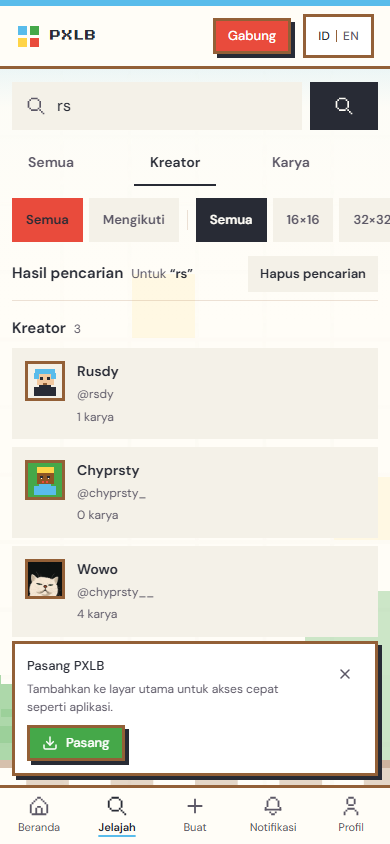 PXLB
Gabung
ID | EN
rs
Semua
Kreator
Karya
Semua
Mengikuti
Semua
16×16
32×32
Hasil pencarian
Untuk “rs”
Hapus pencarian
Kreator 3
Rusdy
@rsdy
1 karya
Chyprsty
@chyprsty_
0 karya
Wowo
@chyprsty__
4 karya
Pasang PXLB
Tambahkan ke layar utama untuk akses cepat
seperti aplikasi.
Pasang
Beranda
Jelajah
Buat
Notifikasi
Profil